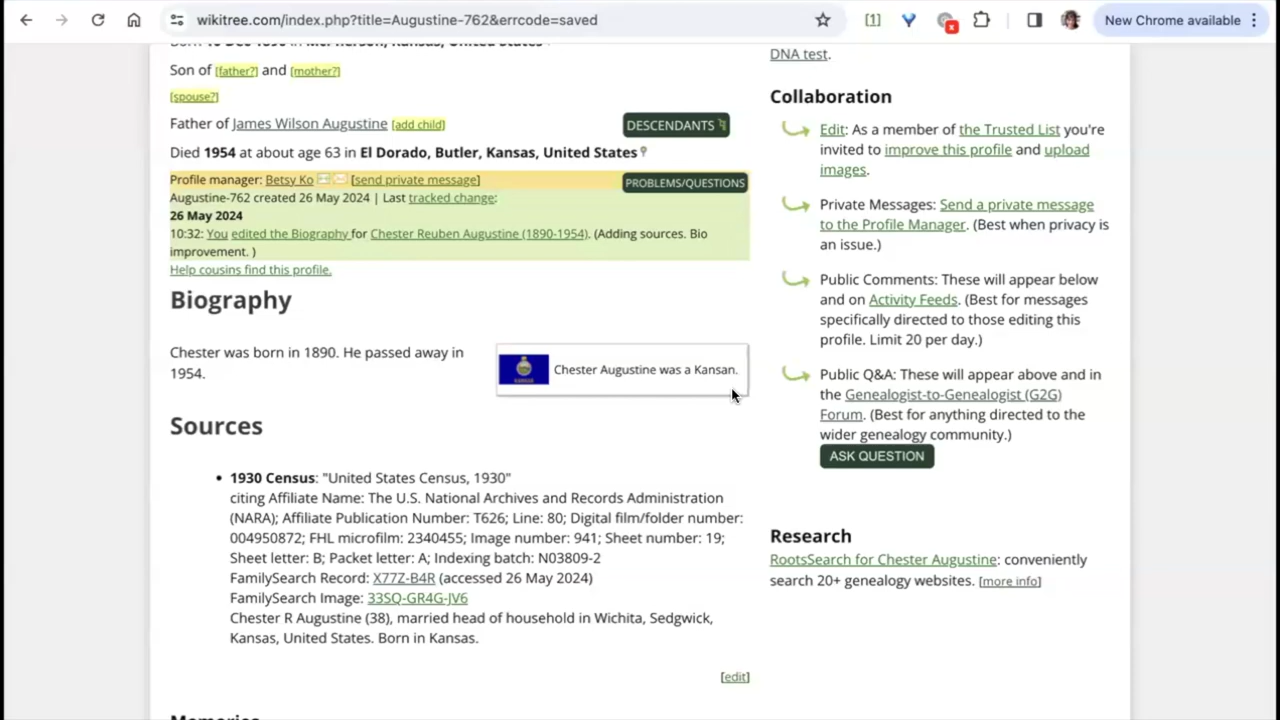 wikitree.com/index.php?title=Augustine-762&errcode=saved
New Chrome available
Born 10 Dec 1890 in McPherson, Kansas, United States
Son of [father?] and [mother?]
[spouse?]
Father of James Wilson Augustine [add child]
DESCENDANTS
Died 1954 at about age 63 in El Dorado, Butler, Kansas, United States
Profile manager: Betsy Ko [send private message]
PROBLEMS/QUESTIONS
Augustine-762 created 26 May 2024 | Last tracked change:
26 May 2024
10:32: You edited the Biography for Chester Reuben Augustine (1890-1954). (Adding sources. Bio
improvement. )
Help cousins find this profile.
Biography
Chester was born in 1890. He passed away in
1954.
KANSAS
Chester Augustine was a Kansan.
Sources
• 1930 Census: "United States Census, 1930"
citing Affiliate Name: The U.S. National Archives and Records Administration
(NARA); Affiliate Publication Number: T626; Line: 80; Digital film/folder number:
004950872; FHL microfilm: 2340455; Image number: 941; Sheet number: 19;
Sheet letter: B; Packet letter: A; Indexing batch: N03809-2
FamilySearch Record: X77Z-B4R (accessed 26 May 2024)
FamilySearch Image: 33SQ-GR4G-JV6
Chester R Augustine (38), married head of household in Wichita, Sedgwick,
Kansas, United States. Born in Kansas.
[edit]
Memories
DNA test.
Collaboration
Edit: As a member of the Trusted List you're
invited to improve this profile and upload
images.
Private Messages: Send a private message
to the Profile Manager. (Best when privacy is
an issue.)
Public Comments: These will appear below
and on Activity Feeds. (Best for messages
specifically directed to those editing this
profile. Limit 20 per day.)
Public Q&A: These will appear above and in
the Genealogist-to-Genealogist (G2G)
Forum. (Best for anything directed to the
wider genealogy community.)
ASK QUESTION
Research
RootsSearch for Chester Augustine: conveniently
search 20+ genealogy websites. [more info]